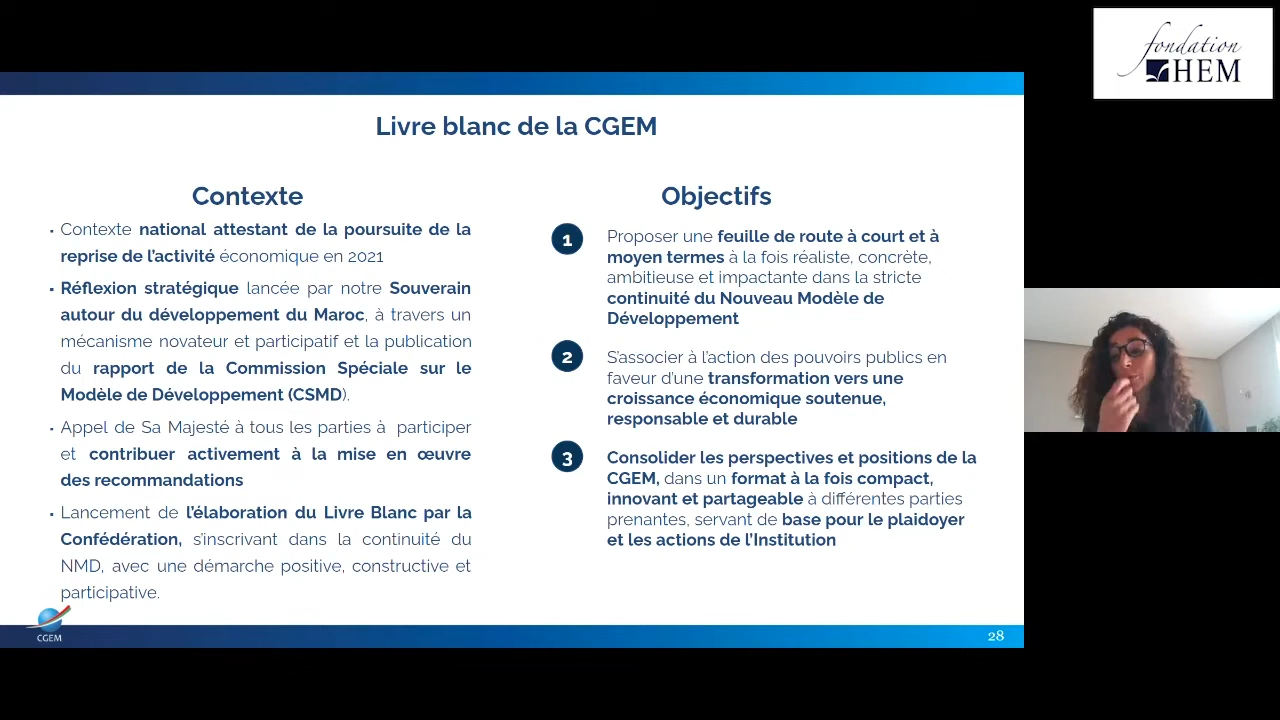 fondation
HEM
Livre blanc de la CGEM
Contexte
▪ Contexte national attestant de la poursuite de la
reprise de l'activité économique en 2021
▪ Réflexion stratégique lancée par notre Souverain
autour du développement du Maroc, à travers un
mécanisme novateur et participatif et la publication
du rapport de la Commission Spéciale sur le
Modèle de Développement (CSMD).
▪ Appel de Sa Majesté à tous les parties à participer
et contribuer activement à la mise en œuvre
des recommandations
▪ Lancement de l'élaboration du Livre Blanc par la
Confédération, s'inscrivant dans la continuité du
NMD, avec une démarche positive, constructive et
participative.
Objectifs
1 Proposer une feuille de route à court et à
moyen termes à la fois réaliste, concrète,
ambitieuse et impactante dans la stricte
continuité du Nouveau Modèle de
Développement
2 S'associer à l'action des pouvoirs publics en
faveur d'une transformation vers une
croissance économique soutenue,
responsable et durable
3 Consolider les perspectives et positions de la
CGEM, dans un format à la fois compact,
innovant et partageable à différentes parties
prenantes, servant de base pour le plaidoyer
et les actions de l'Institution
CGEM
28